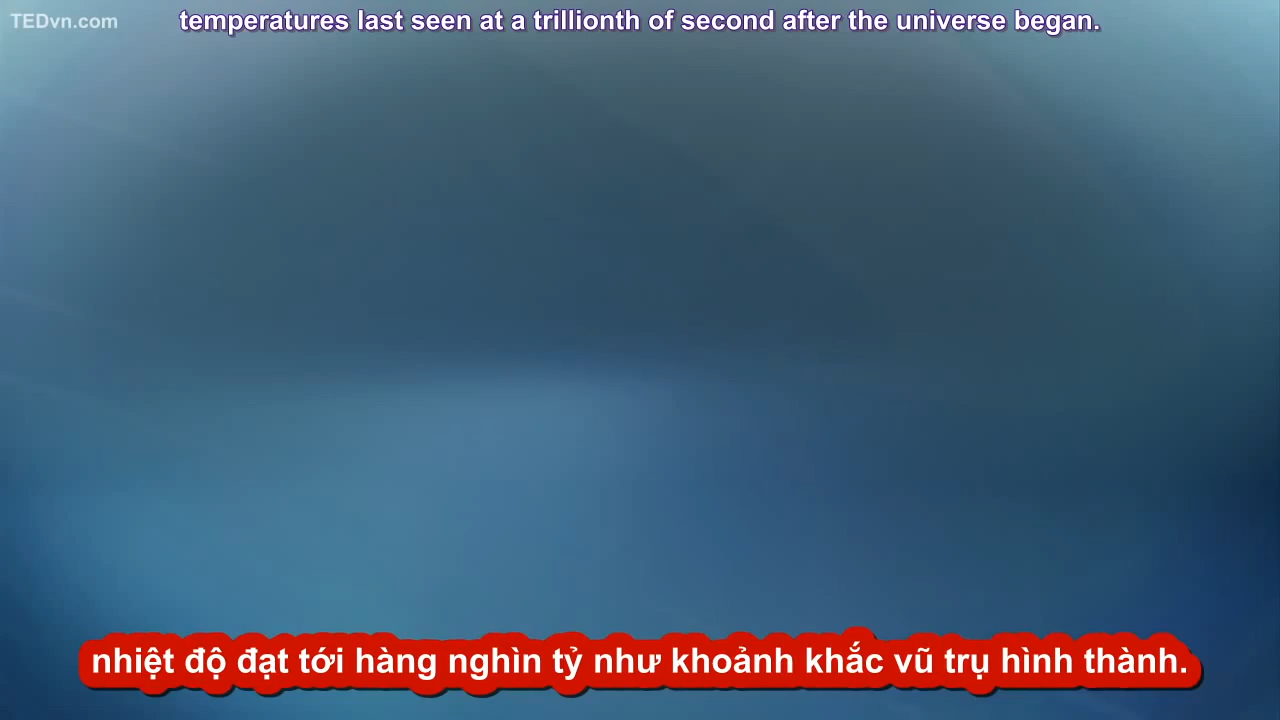 TEDvn.com
temperatures last seen at a trillionth of second after the universe began.
nhiệt độ đạt tới hàng nghìn tỷ như khoảnh khắc vũ trụ hình thành.